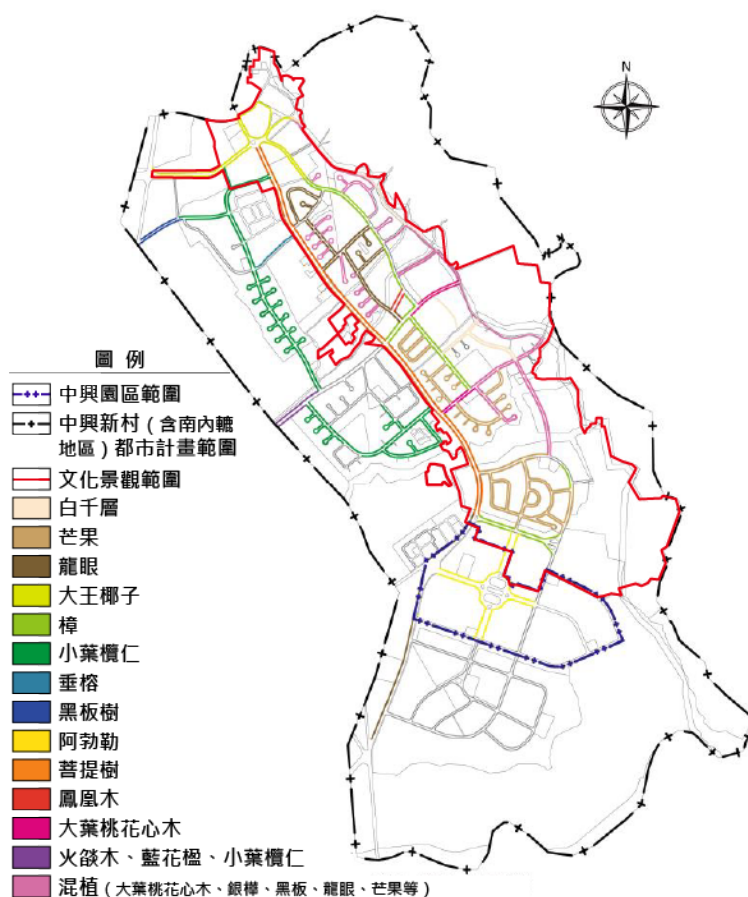 N
圖 例
中興園區範圍
中興新村（含南內轆
地區）都市計畫範圍
文化景觀範圍
白千層
芒果
龍眼
大王椰子
樟
小葉欖仁
垂榕
黑板樹
阿勃勒
菩提樹
鳳凰木
大葉桃花心木
火燄木、藍花楹、小葉欖仁
混植（大葉桃花心木、銀樺、黑板、龍眼、芒果等）